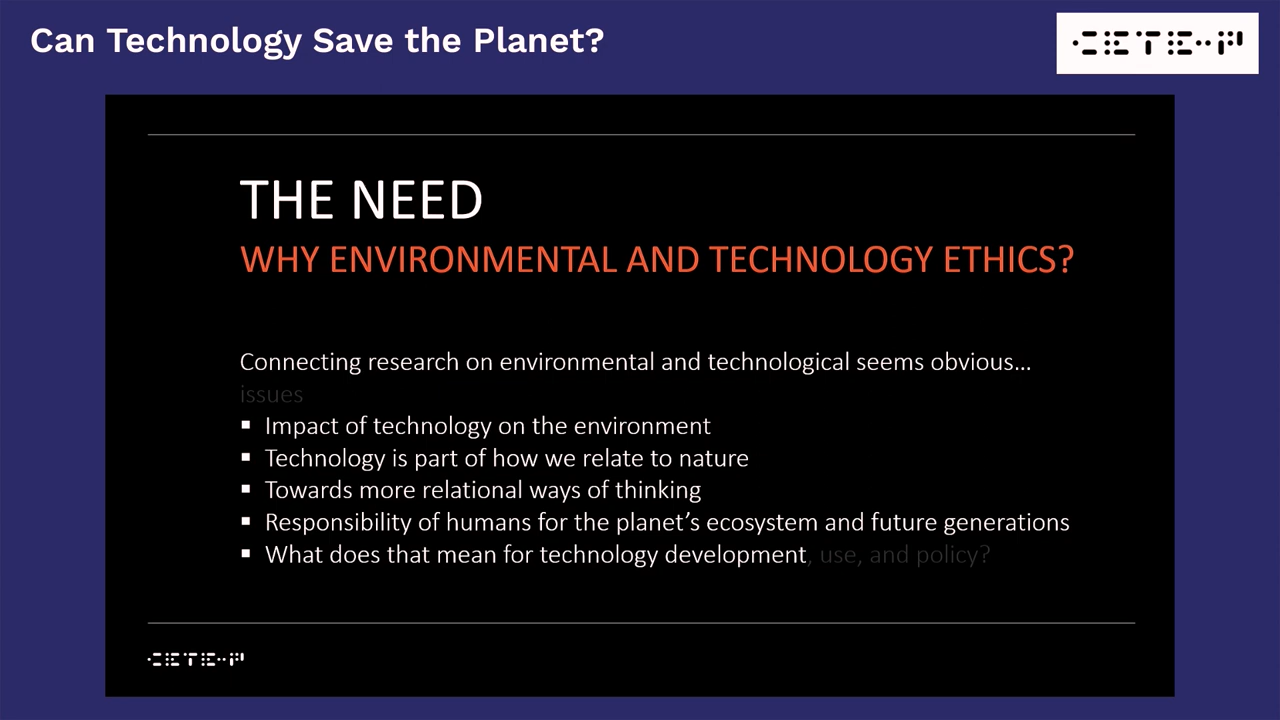 Can Technology Save the Planet?
CETE-P
THE NEED
WHY ENVIRONMENTAL AND TECHNOLOGY ETHICS?
Connecting research on environmental and technological seems obvious…
issues
▪ Impact of technology on the environment
▪ Technology is part of how we relate to nature
▪ Towards more relational ways of thinking
▪ Responsibility of humans for the planet’s ecosystem and future generations
▪ What does that mean for technology development, use, and policy?
CETE-P